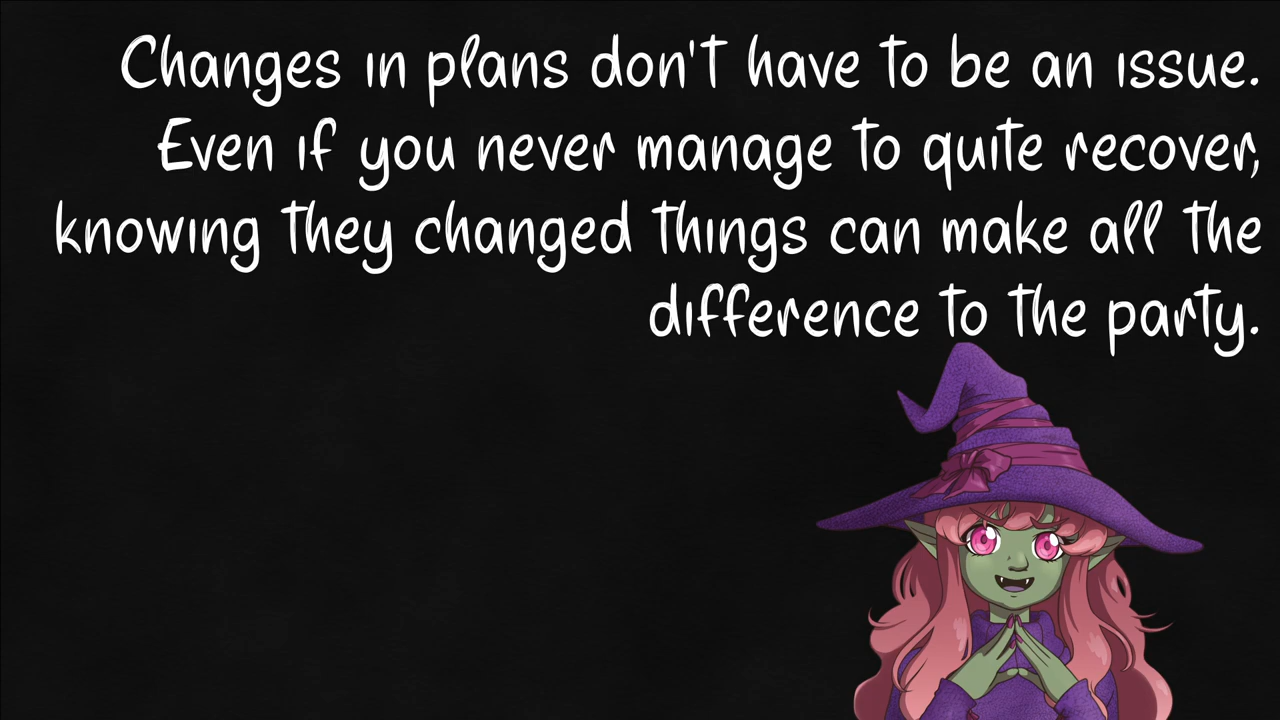 Changes in plans don't have to be an issue.
Even if you never manage to quite recover,
knowing they changed things can make all the
difference to the party.